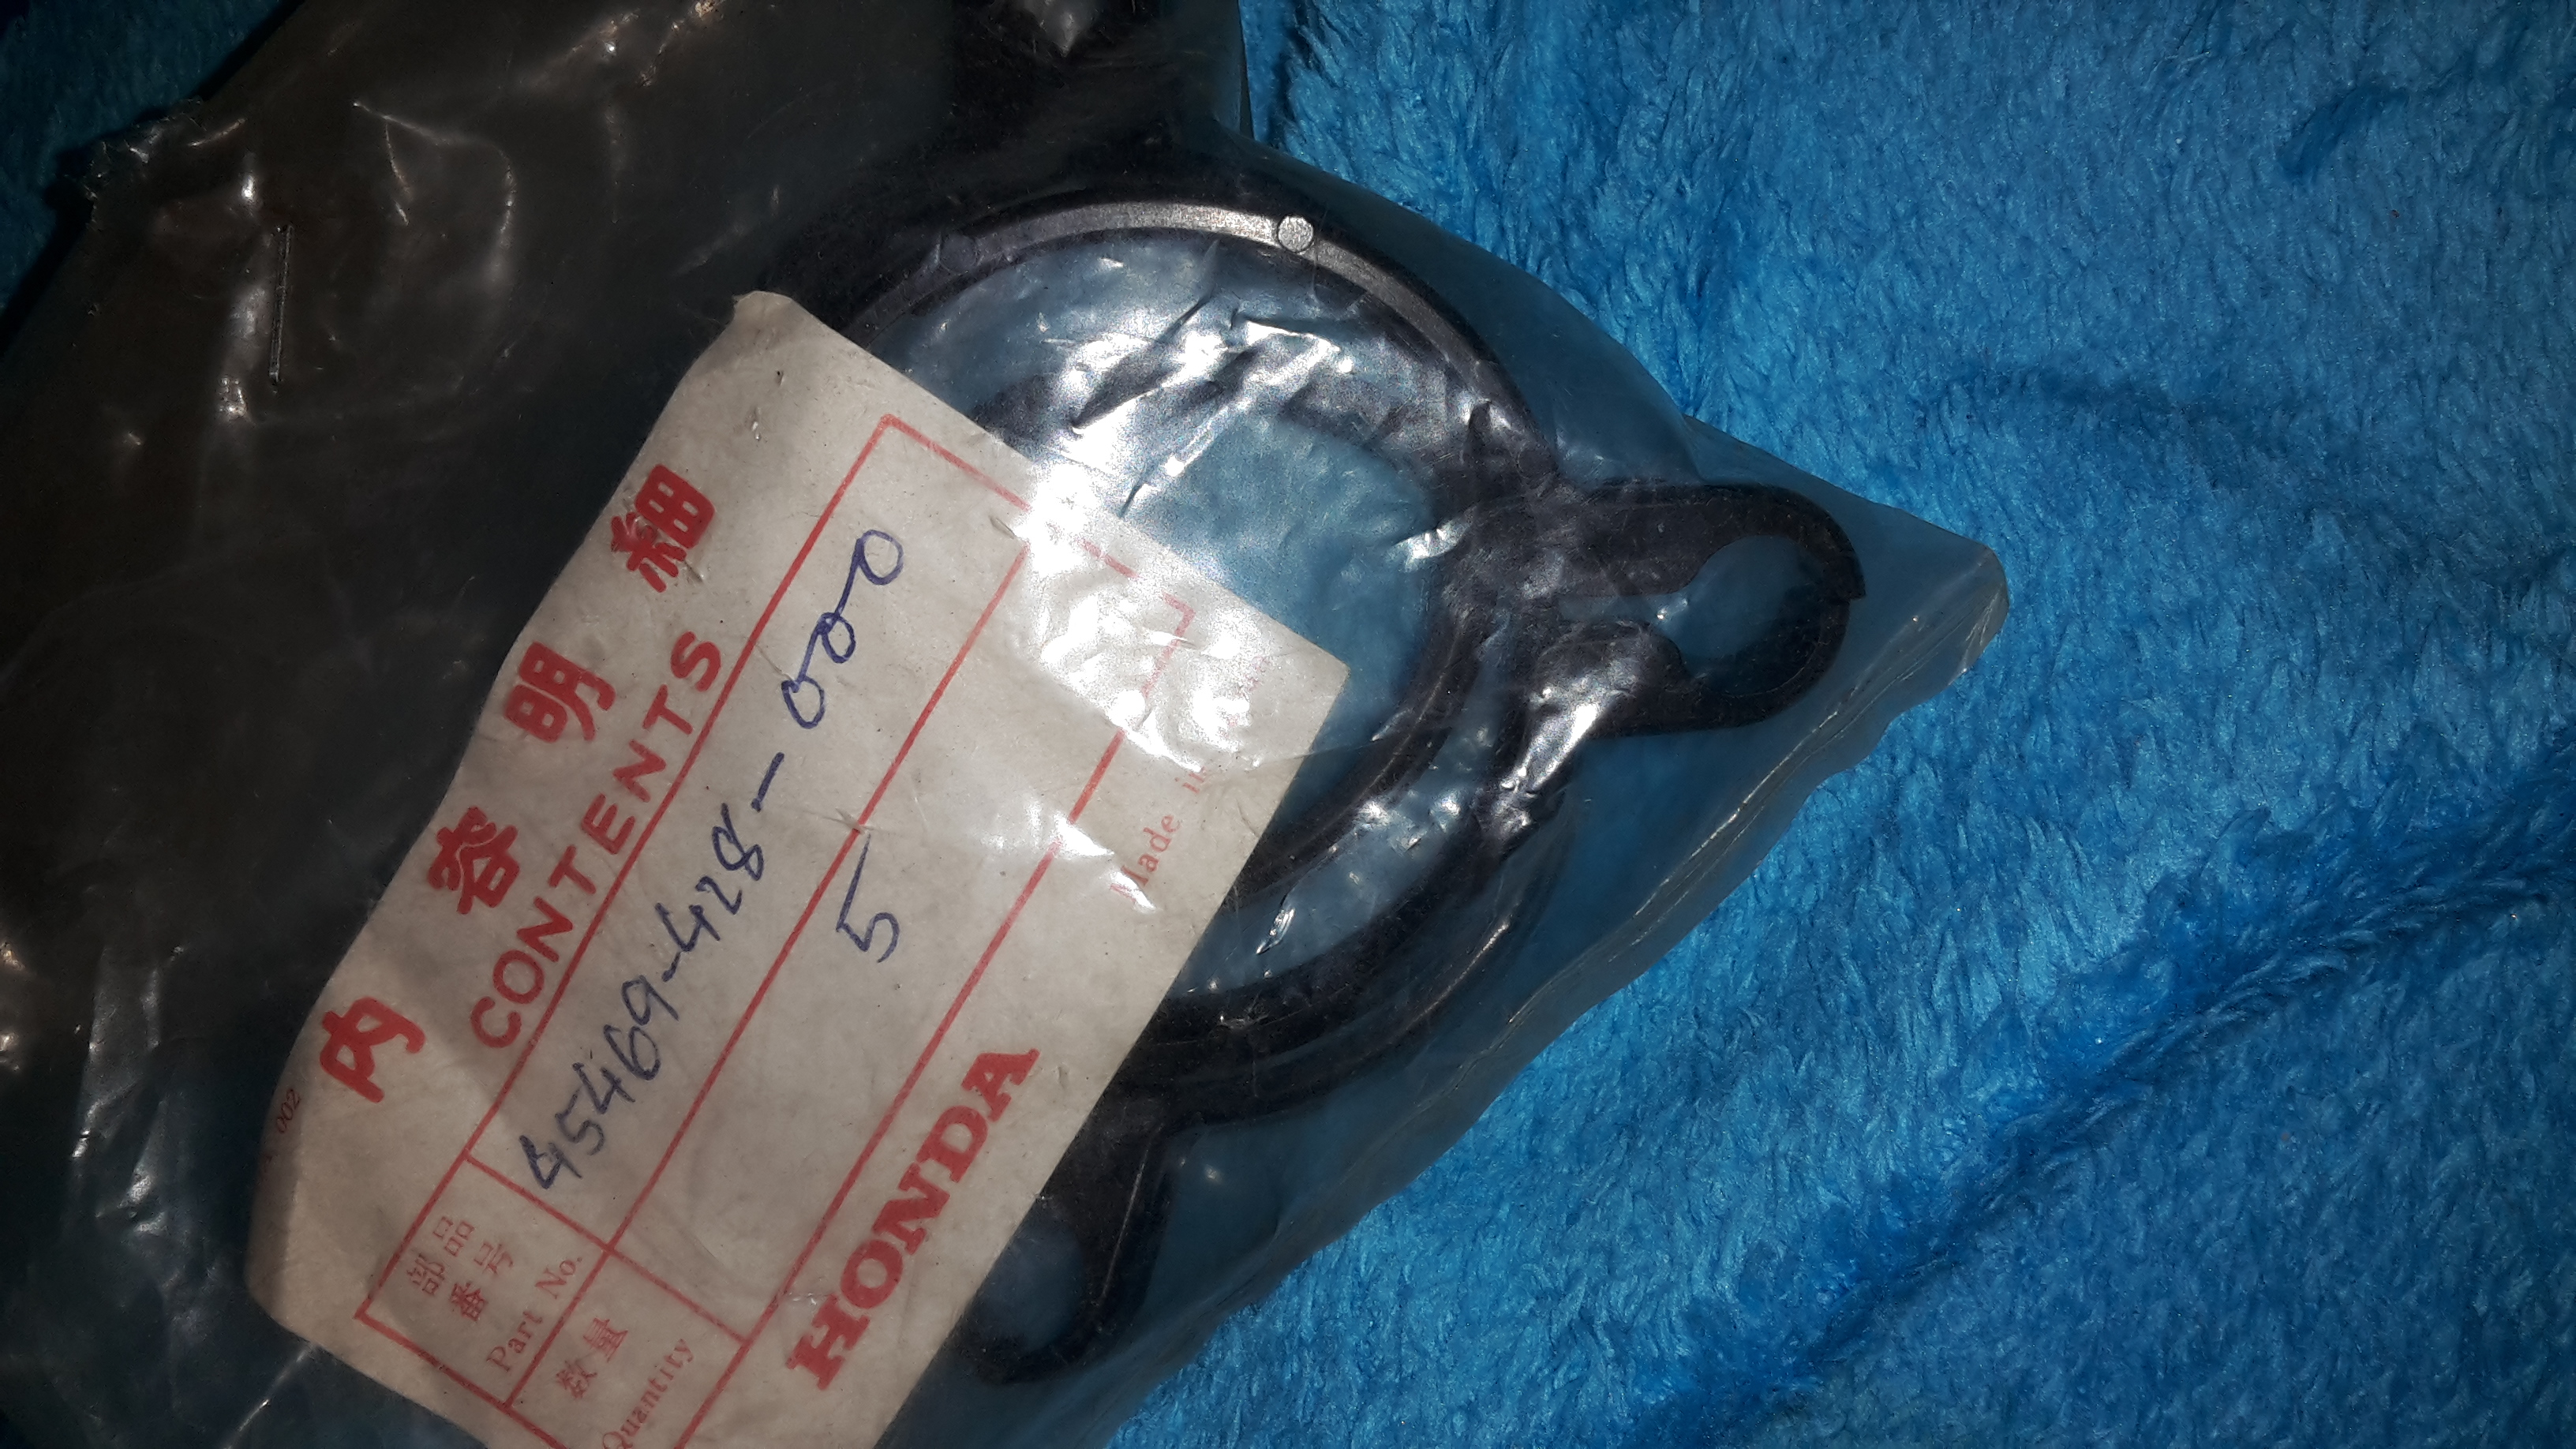 内容明細
CONTENTS
部品
番号
Part No.
45469-428-000
数量
Quantity
5
HONDA
Made in
002